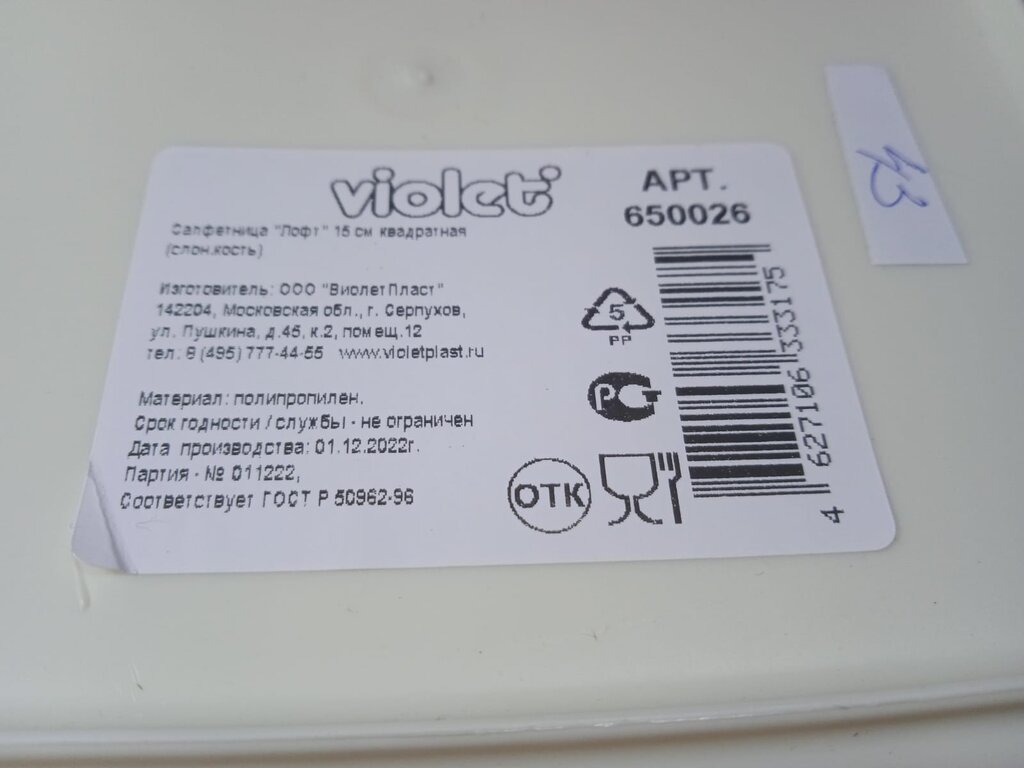 violet
АРТ.
650026
Салфетница "Лофт" 15 см квадратная
(слон.кость)
Изготовитель: ООО "ВиолетПласт"
142204, Московская обл., г. Серпухов,
ул. Пушкина, д.45, к.2, помещ.12
тел: 8 (495) 777-44-55 www.violetplast.ru
Материал: полипропилен.
Срок годности / службы - не ограничен
Дата производства: 01.12.2022г.
Партия - № 011222,
Соответствует ГОСТ Р 50962-96
5
PP
РСТ
ОТК
4 627106 333175
43